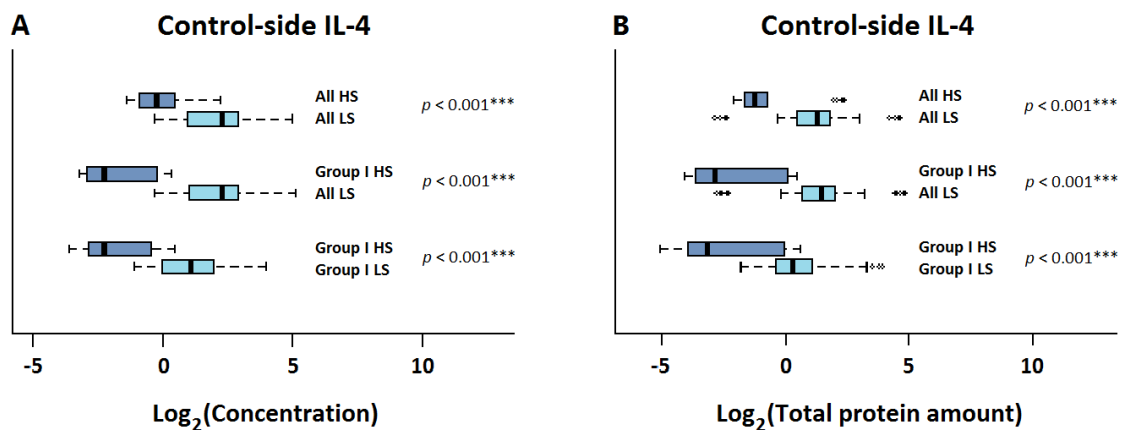 A Control-side IL-4
All HS
All LS
p < 0.001***
Group I HS
All LS
p < 0.001***
Group I HS
Group I LS
p < 0.001***
-5 0 5 10
Log2(Concentration)
B Control-side IL-4
All HS
All LS
p < 0.001***
Group I HS
All LS
p < 0.001***
Group I HS
Group I LS
p < 0.001***
-5 0 5 10
Log2(Total protein amount)